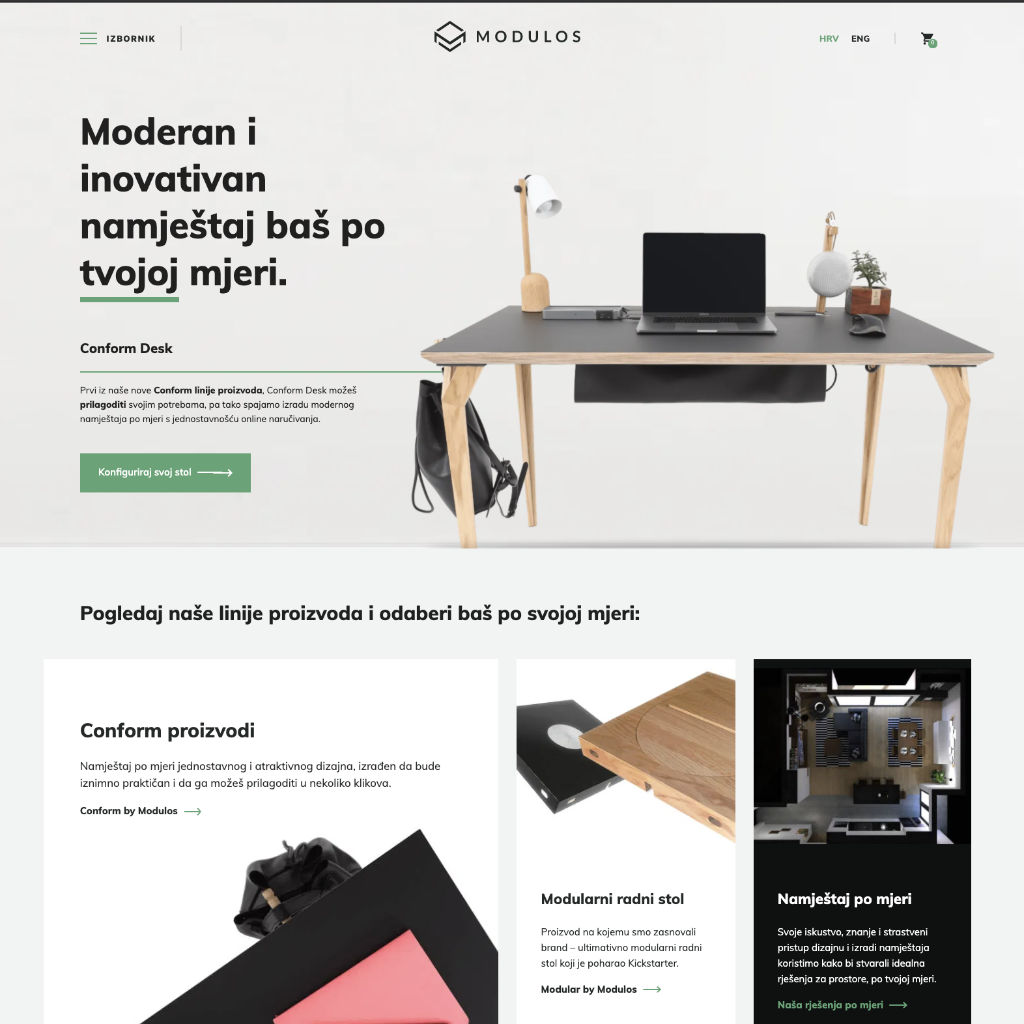 IZBORNIK
MODULOS
HRV ENG
0
Moderan i
inovativan
namještaj baš po
tvojoj mjeri.
Conform Desk
Prvi iz naše nove Conform linije proizvoda, Conform Desk možeš
prilagoditi svojim potrebama, pa tako spajamo izradu modernog
namještaja po mjeri s jednostavnošću online naručivanja.
Konfiguriraj svoj stol
Pogledaj naše linije proizvoda i odaberi baš po svojoj mjeri:
Conform proizvodi
Namještaj po mjeri jednostavnog i atraktivnog dizajna, izrađen da bude
iznimno praktičan i da ga možeš prilagoditi u nekoliko klikova.
Conform by Modulos
Modularni radni stol
Proizvod na kojemu smo zasnovali
brand – ultimativno modularni radni
stol koji je poharao Kickstarter.
Modular by Modulos
Namještaj po mjeri
Svoje iskustvo, znanje i strastveni
pristup dizajnu i izradi namještaja
koristimo kako bi stvarali idealna
rješenja za prostore, po tvojoj mjeri.
Naša rješenja po mjeri